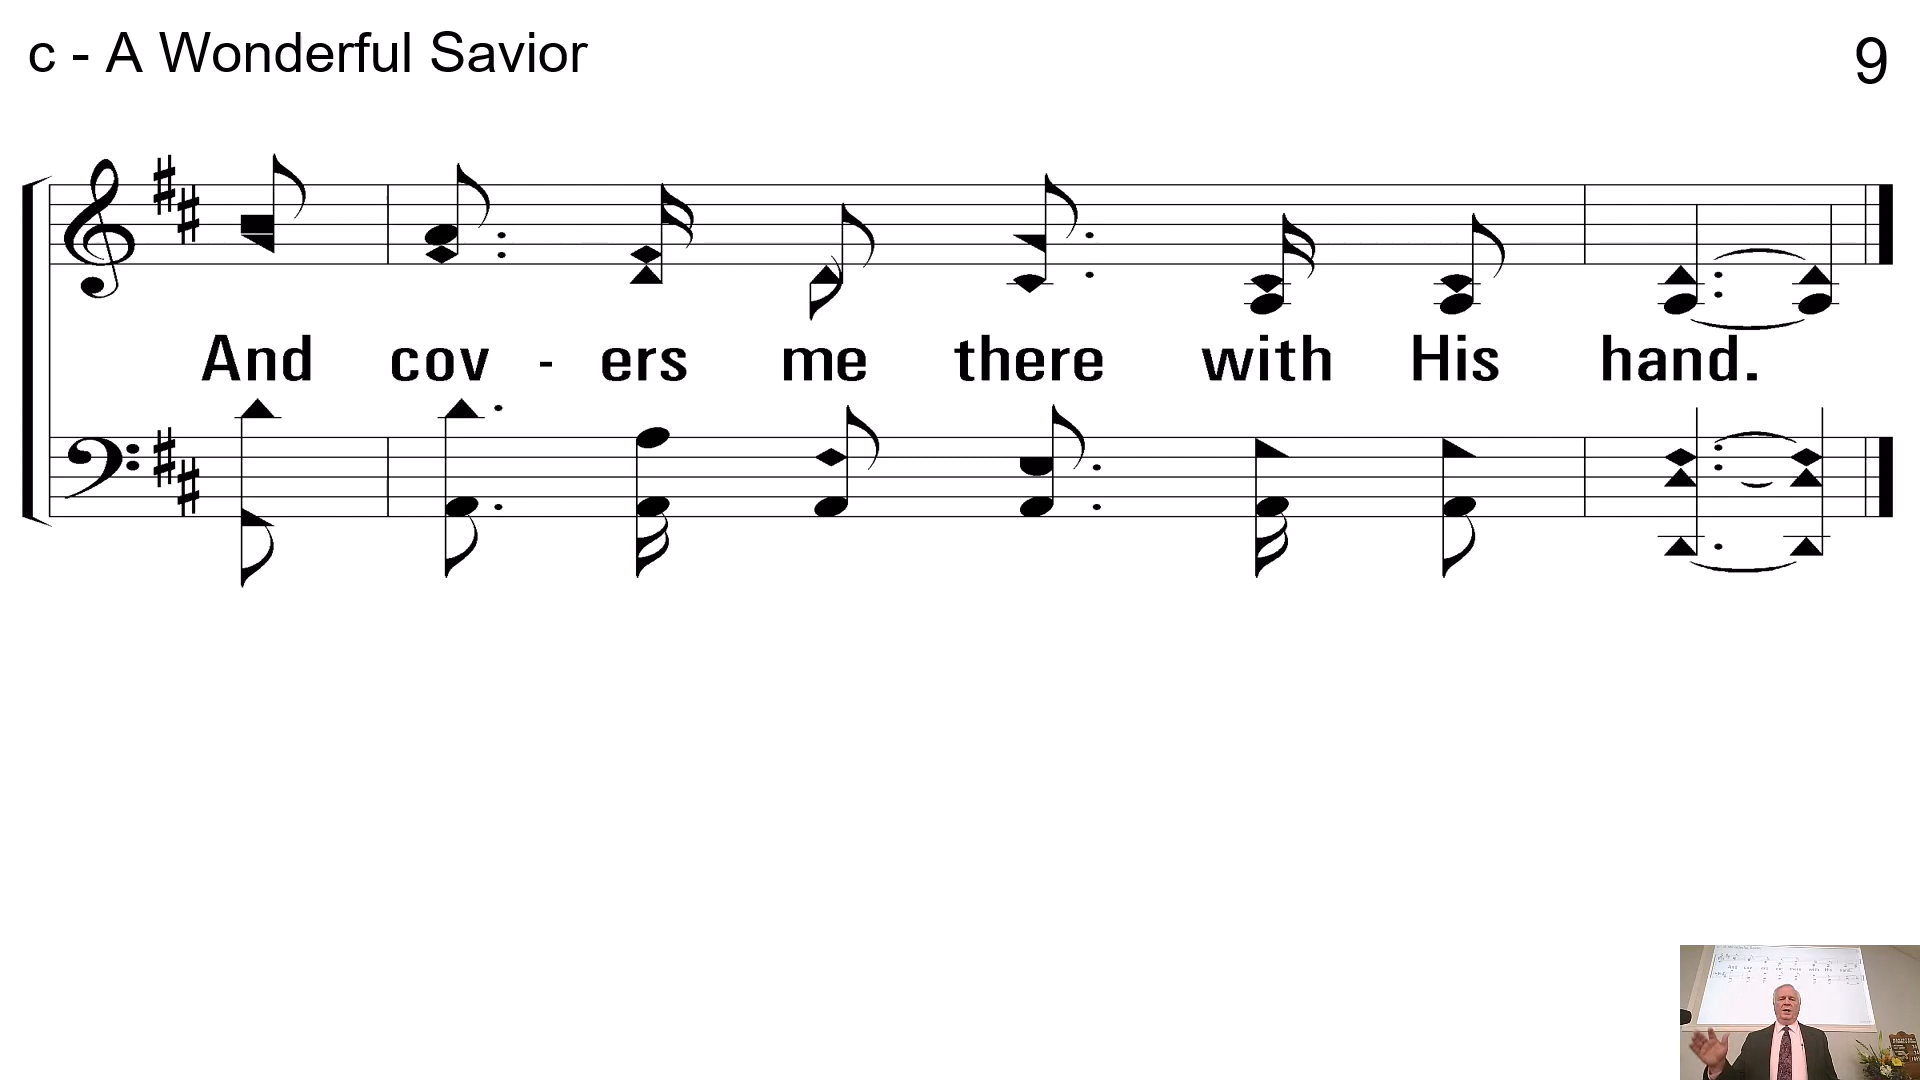 c - A Wonderful Savior
9
And cov - ers me there with His hand.